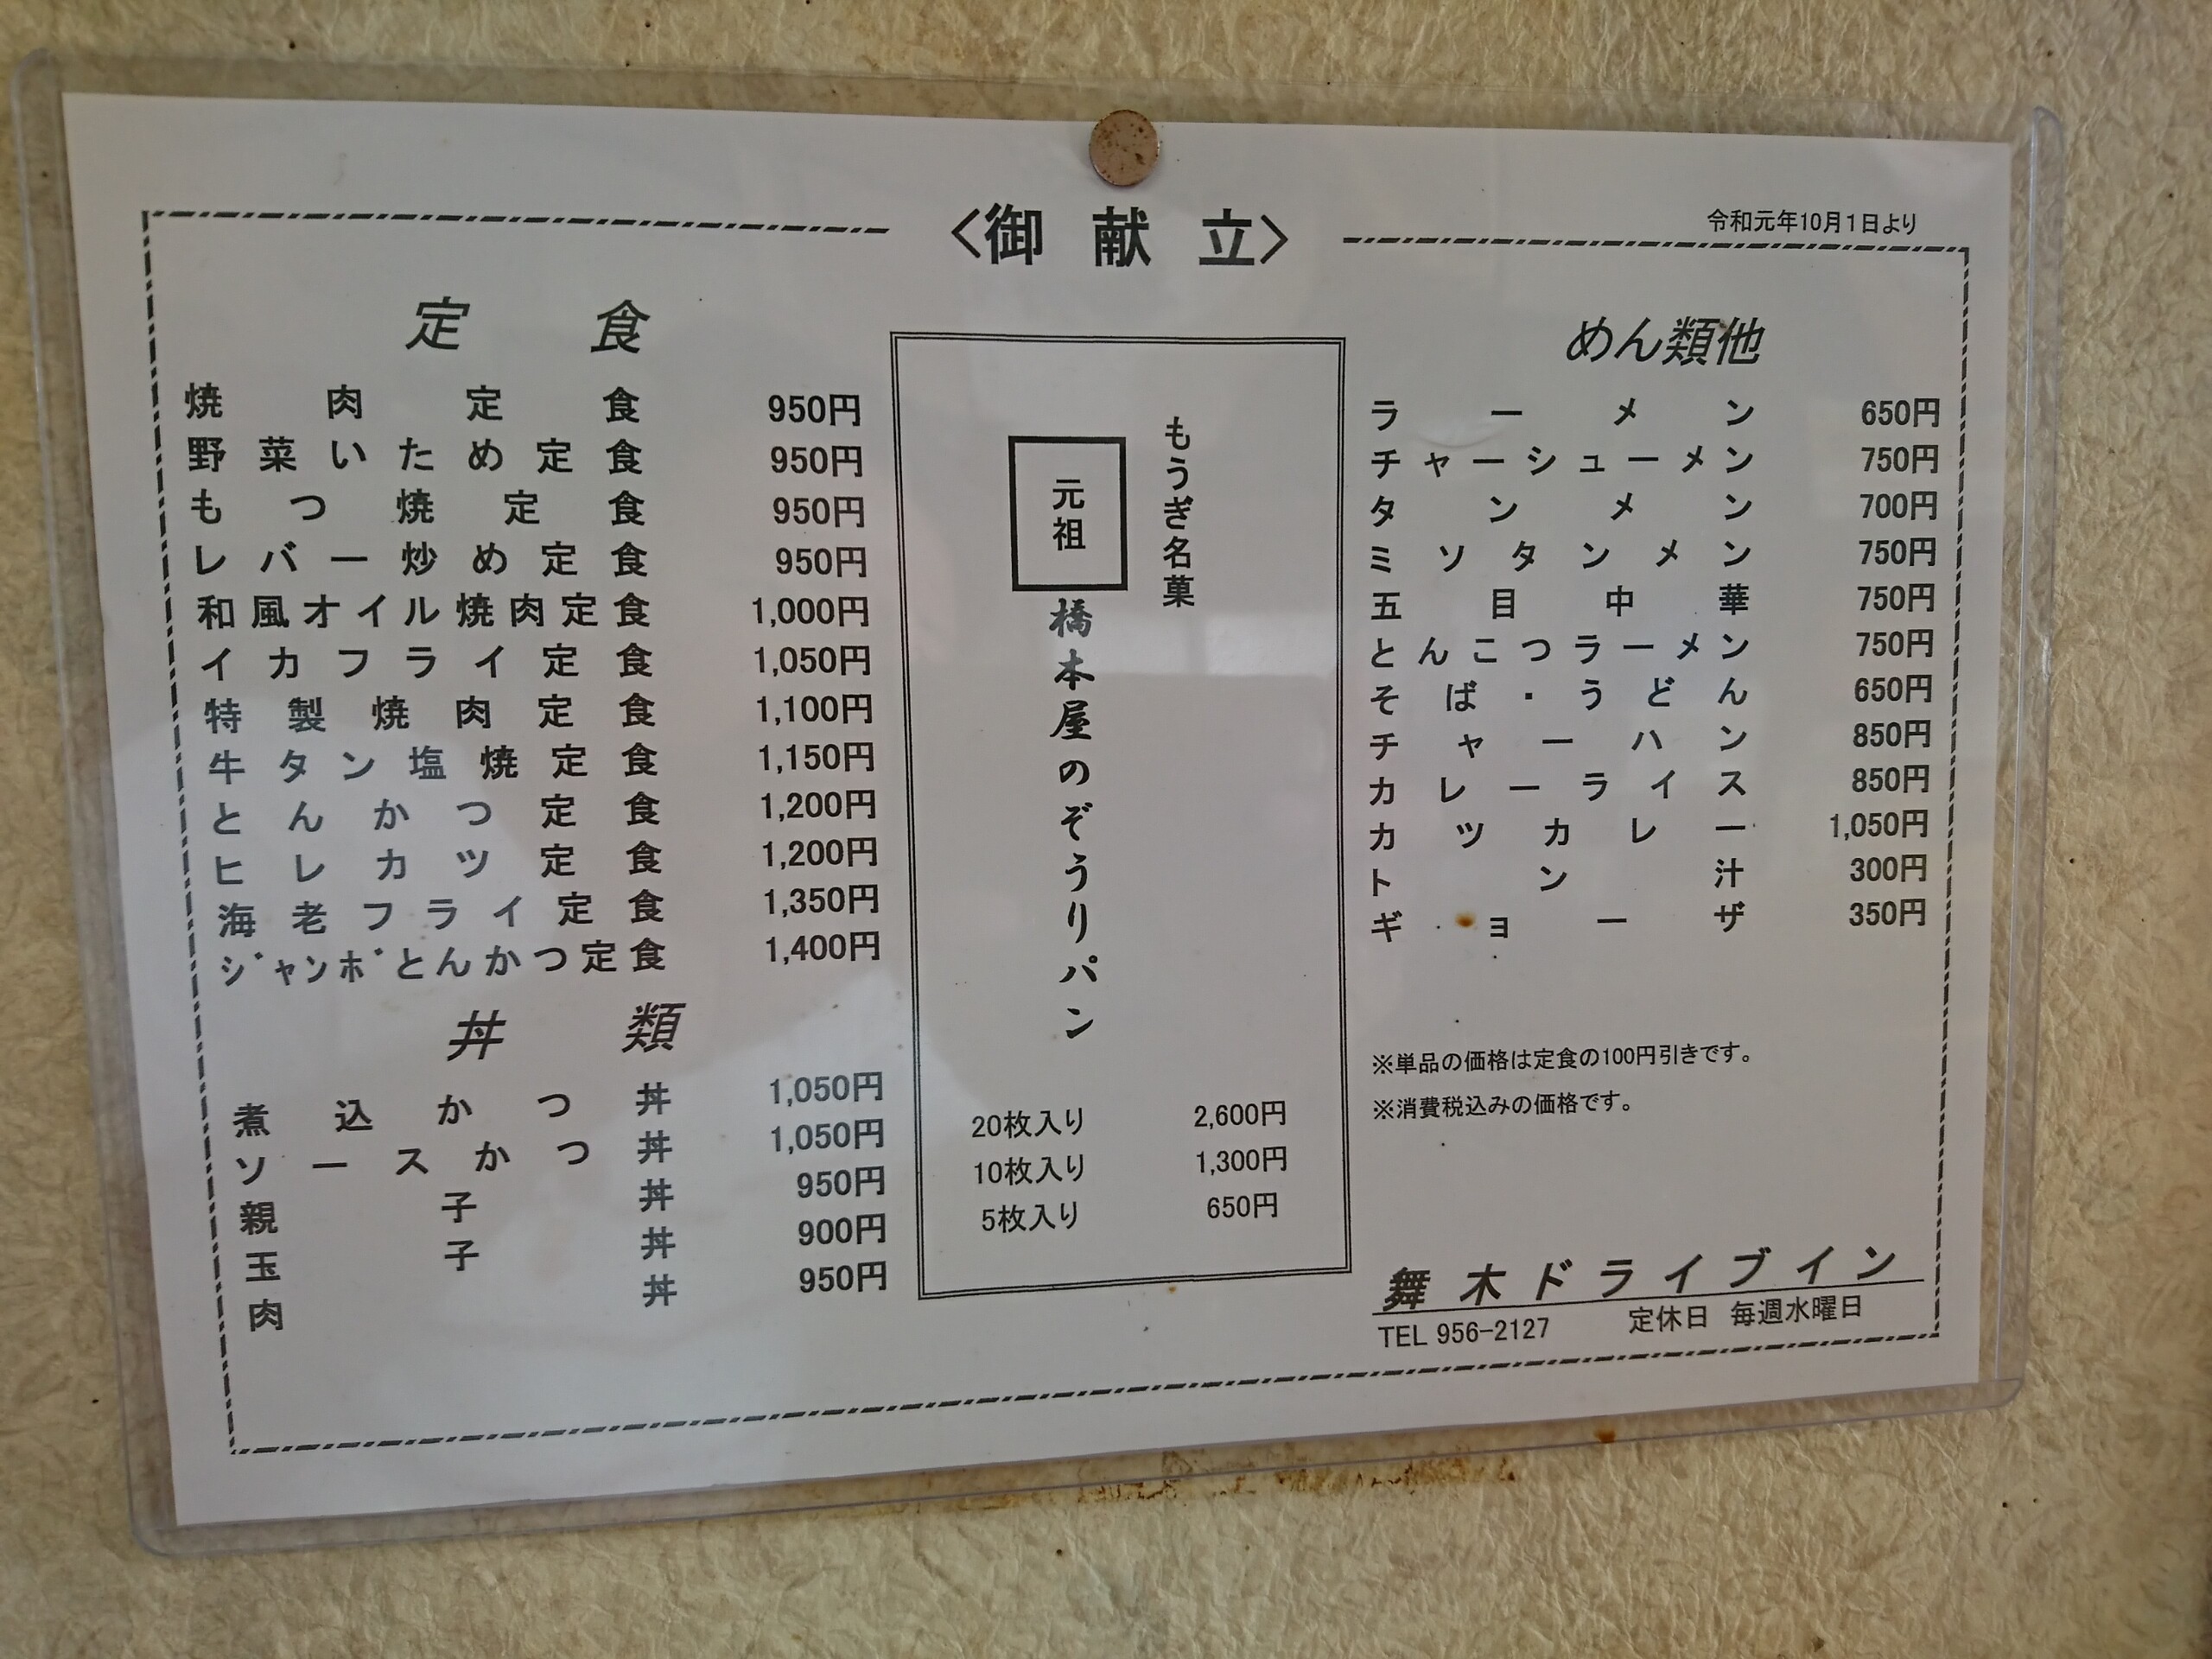 〈御献立〉
令和元年10月1日より
定食
焼肉定食 950円
野菜いため定食 950円
もつ焼定食 950円
レバー炒め定食 950円
和風オイル焼肉定食 1,000円
イカフライ定食 1,050円
特製焼肉定食 1,100円
牛タン塩焼定食 1,150円
とんかつ定食 1,200円
ヒレカツ定食 1,200円
海老フライ定食 1,350円
ｼﾞｬﾝﾎﾞとんかつ定食 1,400円
丼類
煮込かつ丼 1,050円
ソースかつ丼 1,050円
親子丼 950円
玉子丼 900円
肉丼 950円
もうぎ名菓
元祖
橋本屋のぞうりパン
20枚入り 2,600円
10枚入り 1,300円
5枚入り 650円
めん類他
ラーメン 650円
チャーシューメン 750円
タンメン 700円
ミソタンメン 750円
五目中華 750円
とんこつラーメン 750円
そば・うどん 650円
チャーハン 850円
カレーライス 850円
カツカレー 1,050円
トン汁 300円
ギョーザ 350円
※単品の価格は定食の100円引きです。
※消費税込みの価格です。
舞木ドライブイン
TEL 956-2127 定休日 毎週水曜日